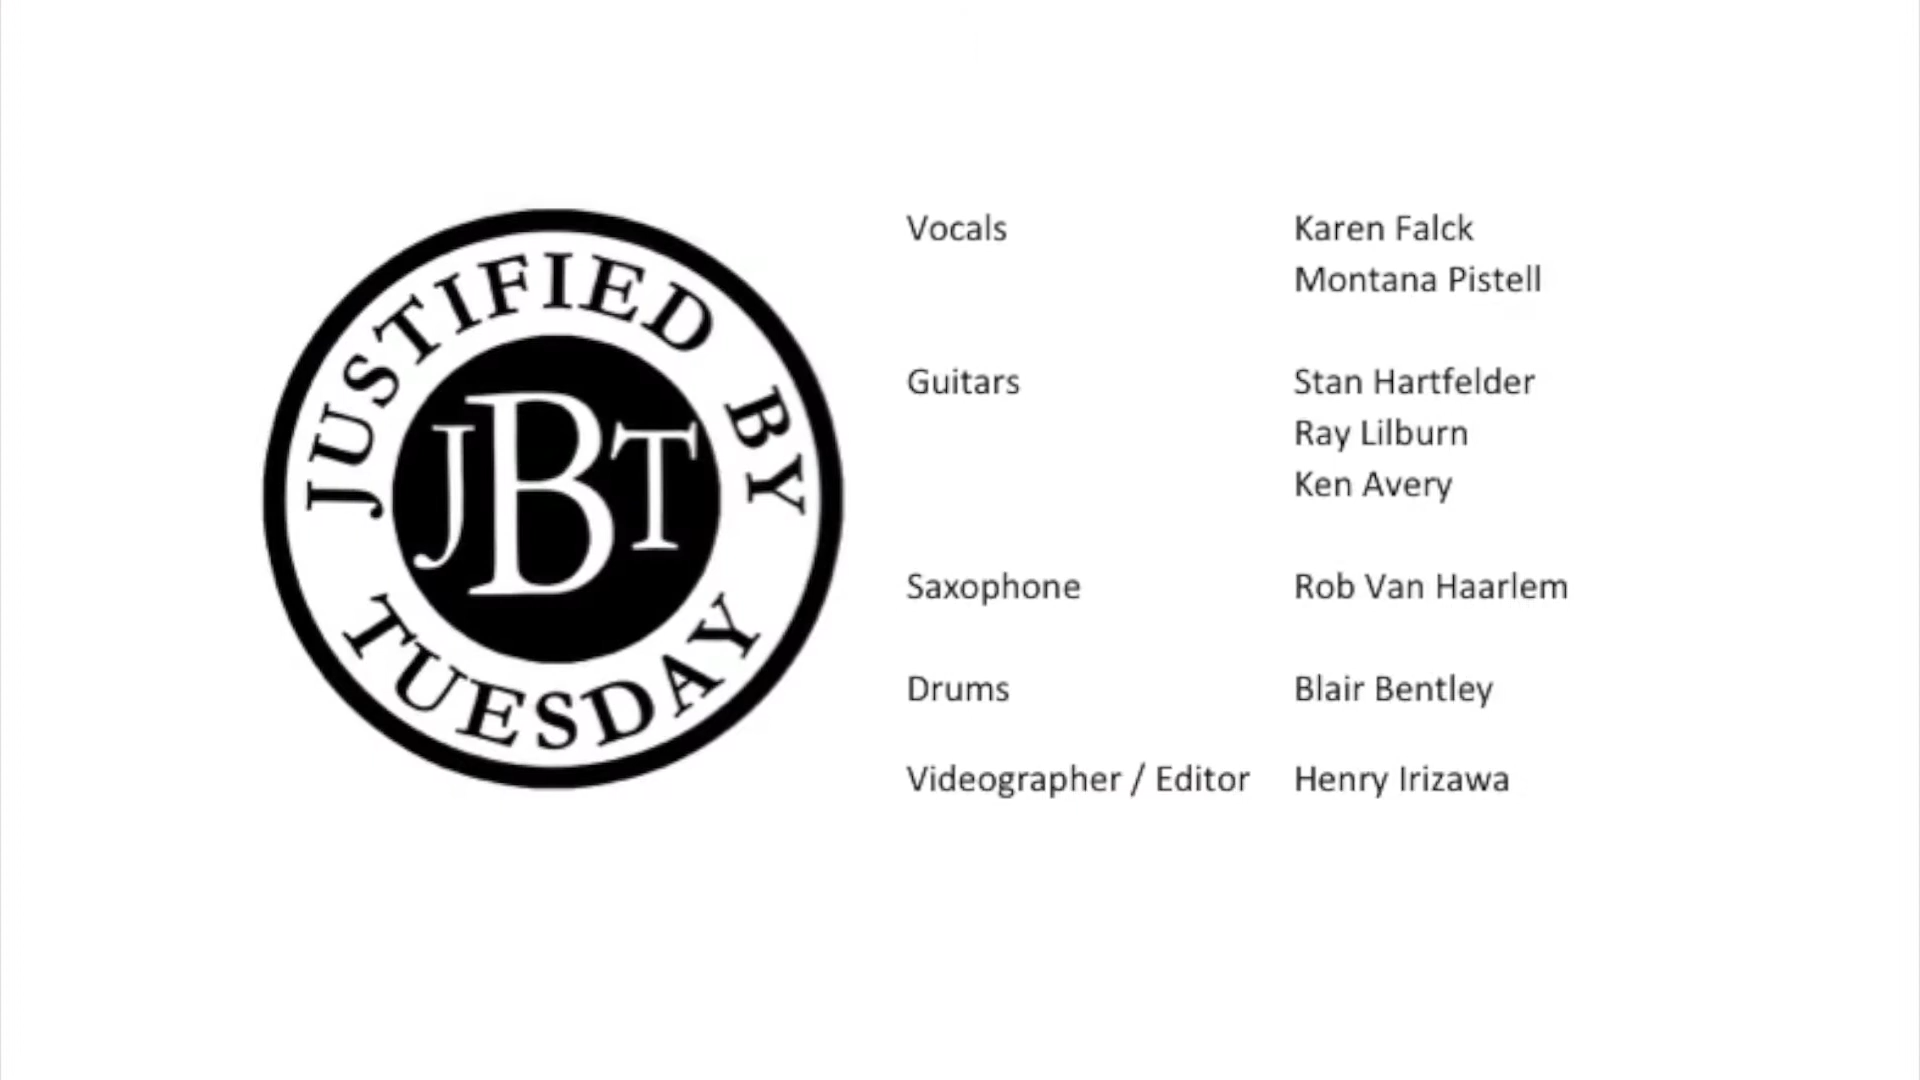 JUSTIFIED BY
TUESDAY
JBT
Vocals Karen Falck
Montana Pistell
Guitars Stan Hartfelder
Ray Lilburn
Ken Avery
Saxophone Rob Van Haarlem
Drums Blair Bentley
Videographer / Editor Henry Irizawa